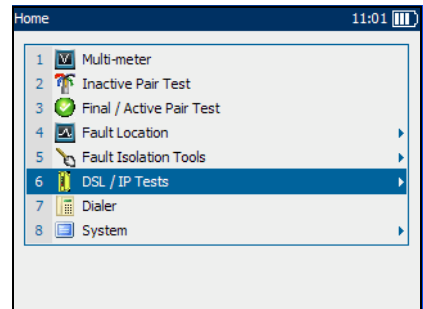 Home 11:01
1 Multi-meter
2 Inactive Pair Test
3 Final / Active Pair Test
4 Fault Location
5 Fault Isolation Tools
6 DSL / IP Tests
7 Dialer
8 System